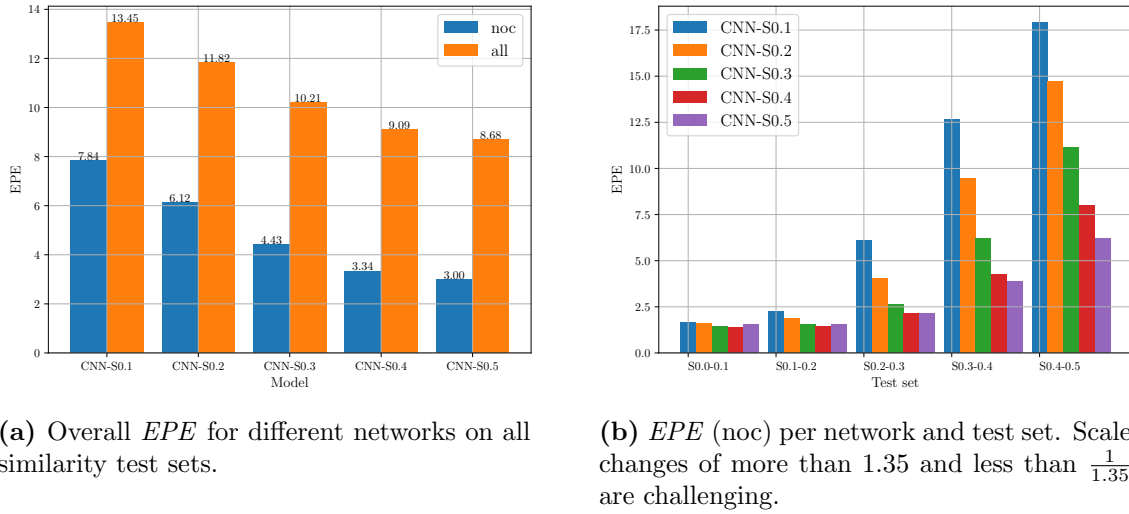 14
12
10
8
6
4
2
0
EPE
13.45
11.82
10.21
9.09
8.68
7.84
6.12
4.43
3.34
3.00
noc
all
CNN-S0.1 CNN-S0.2 CNN-S0.3 CNN-S0.4 CNN-S0.5
Model
17.5
15.0
12.5
10.0
7.5
5.0
2.5
0.0
EPE
CNN-S0.1
CNN-S0.2
CNN-S0.3
CNN-S0.4
CNN-S0.5
S0.0-0.1 S0.1-0.2 S0.2-0.3 S0.3-0.4 S0.4-0.5
Test set
(a) Overall EPE for different networks on all
similarity test sets.
(b) EPE (noc) per network and test set. Scale
changes of more than 1.35 and less than 1/1.35
are challenging.